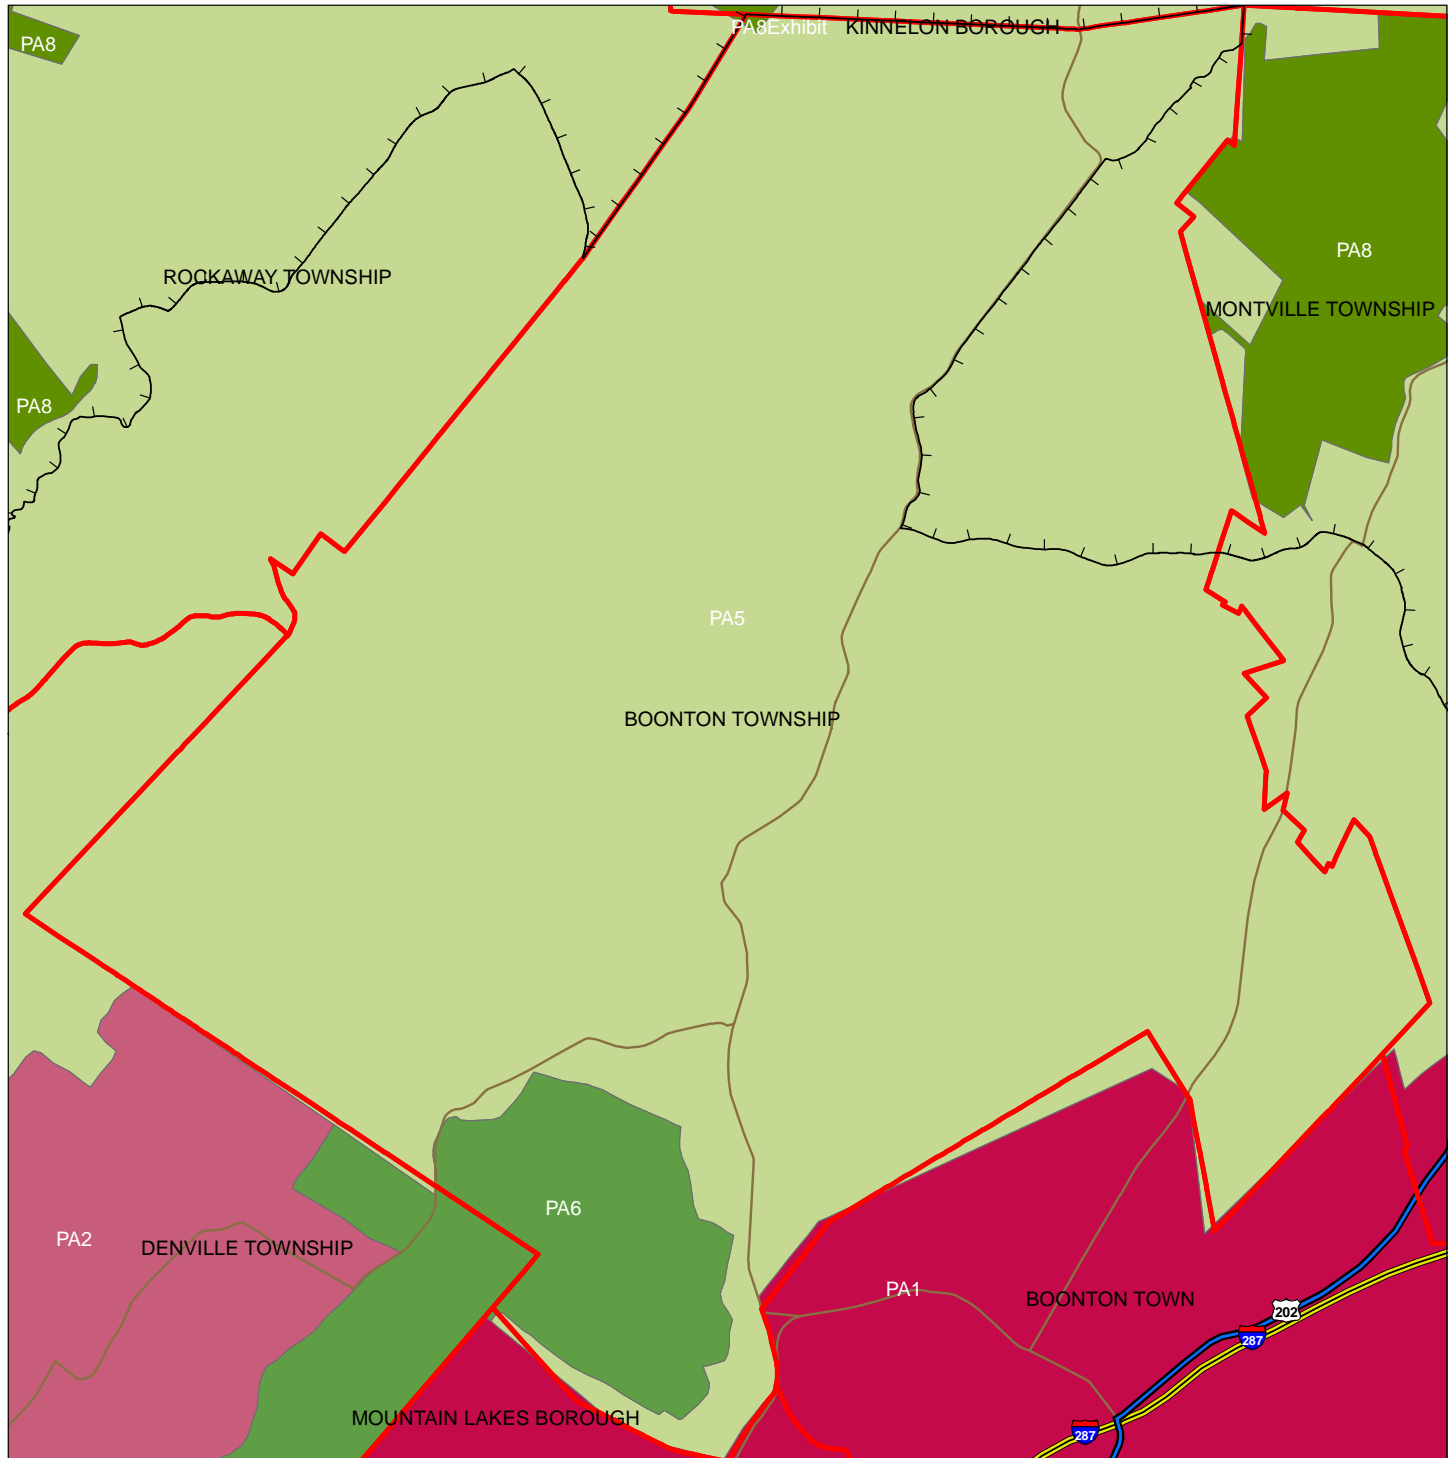 PA8Exhibit
KINNELON BOROUGH
PA8
PA8
ROCKAWAY TOWNSHIP
MONTVILLE TOWNSHIP
PA8
PA5
BOONTON TOWNSHIP
PA6
PA2
DENVILLE TOWNSHIP
PA1
BOONTON TOWN
202
287
MOUNTAIN LAKES BOROUGH
287